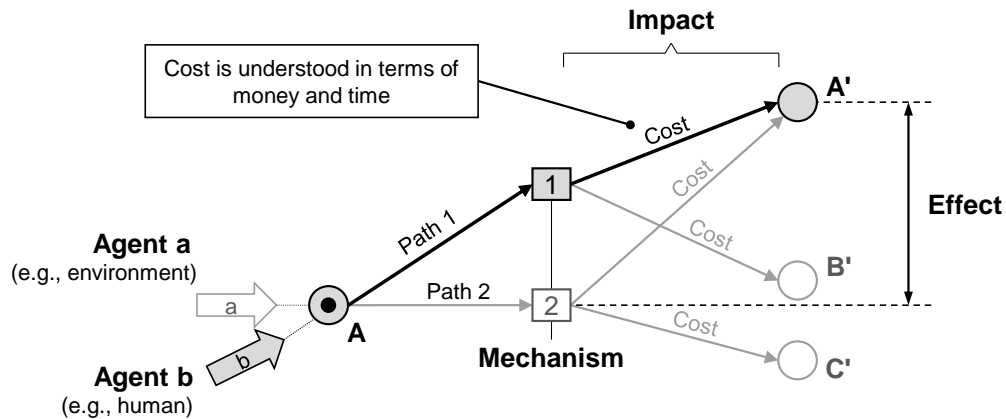 Impact
Cost is understood in terms of
money and time
A'
Cost
1
Cost
Path 1
Effect
Agent a
(e.g., environment)
Cost
B'
a
Path 2
2
A
Cost
b
Mechanism
C'
Agent b
(e.g., human)